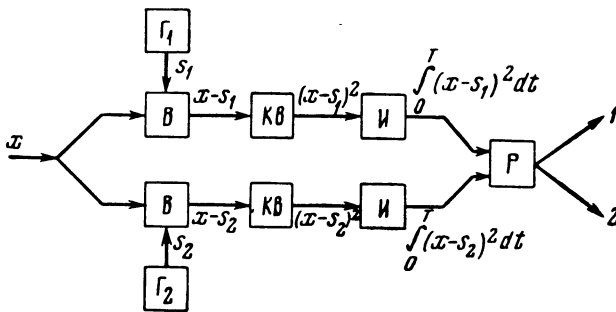 Г₁
s₁
x
В
x-s₁
КВ
(x-s₁)²
И
∫₀ᵀ(x-s₁)²dt
Р
1
2
В
x-s₂
КВ
(x-s₂)²
И
∫₀ᵀ(x-s₂)²dt
s₂
Г₂